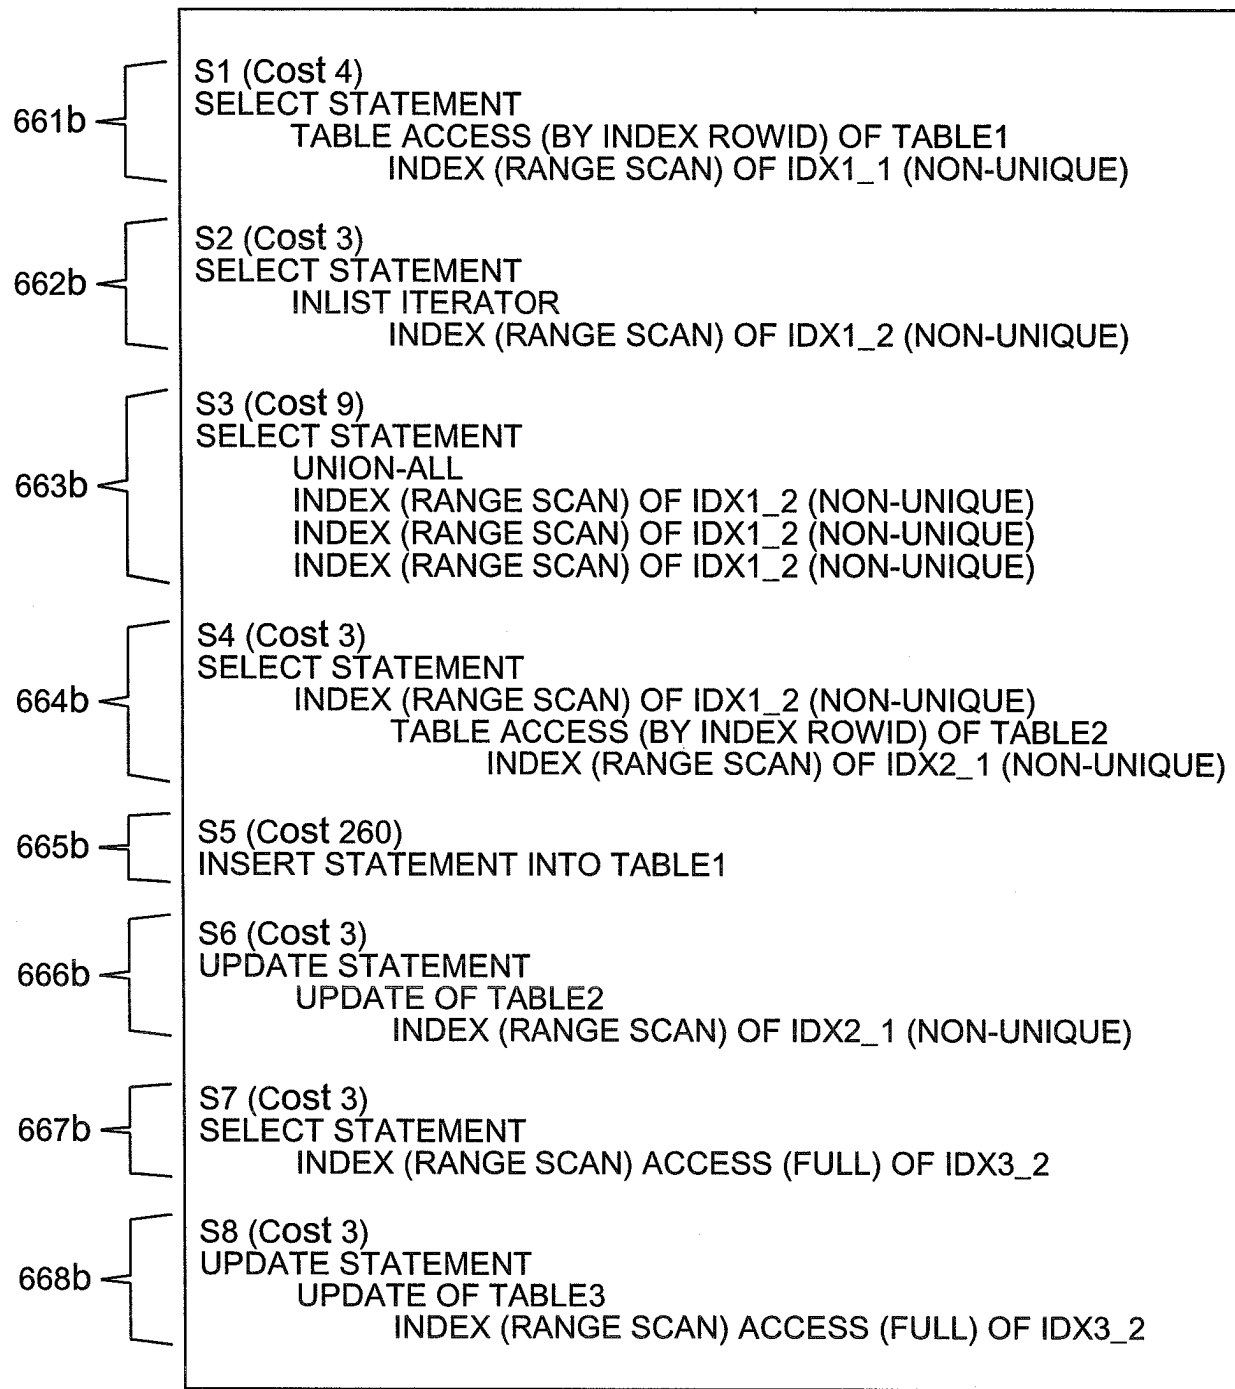 661b
S1 (Cost 4)
SELECT STATEMENT
TABLE ACCESS (BY INDEX ROWID) OF TABLE1
INDEX (RANGE SCAN) OF IDX1_1 (NON-UNIQUE)
662b
S2 (Cost 3)
SELECT STATEMENT
INLIST ITERATOR
INDEX (RANGE SCAN) OF IDX1_2 (NON-UNIQUE)
663b
S3 (Cost 9)
SELECT STATEMENT
UNION-ALL
INDEX (RANGE SCAN) OF IDX1_2 (NON-UNIQUE)
INDEX (RANGE SCAN) OF IDX1_2 (NON-UNIQUE)
INDEX (RANGE SCAN) OF IDX1_2 (NON-UNIQUE)
664b
S4 (Cost 3)
SELECT STATEMENT
INDEX (RANGE SCAN) OF IDX1_2 (NON-UNIQUE)
TABLE ACCESS (BY INDEX ROWID) OF TABLE2
INDEX (RANGE SCAN) OF IDX2_1 (NON-UNIQUE)
665b
S5 (Cost 260)
INSERT STATEMENT INTO TABLE1
666b
S6 (Cost 3)
UPDATE STATEMENT
UPDATE OF TABLE2
INDEX (RANGE SCAN) OF IDX2_1 (NON-UNIQUE)
667b
S7 (Cost 3)
SELECT STATEMENT
INDEX (RANGE SCAN) ACCESS (FULL) OF IDX3_2
668b
S8 (Cost 3)
UPDATE STATEMENT
UPDATE OF TABLE3
INDEX (RANGE SCAN) ACCESS (FULL) OF IDX3_2